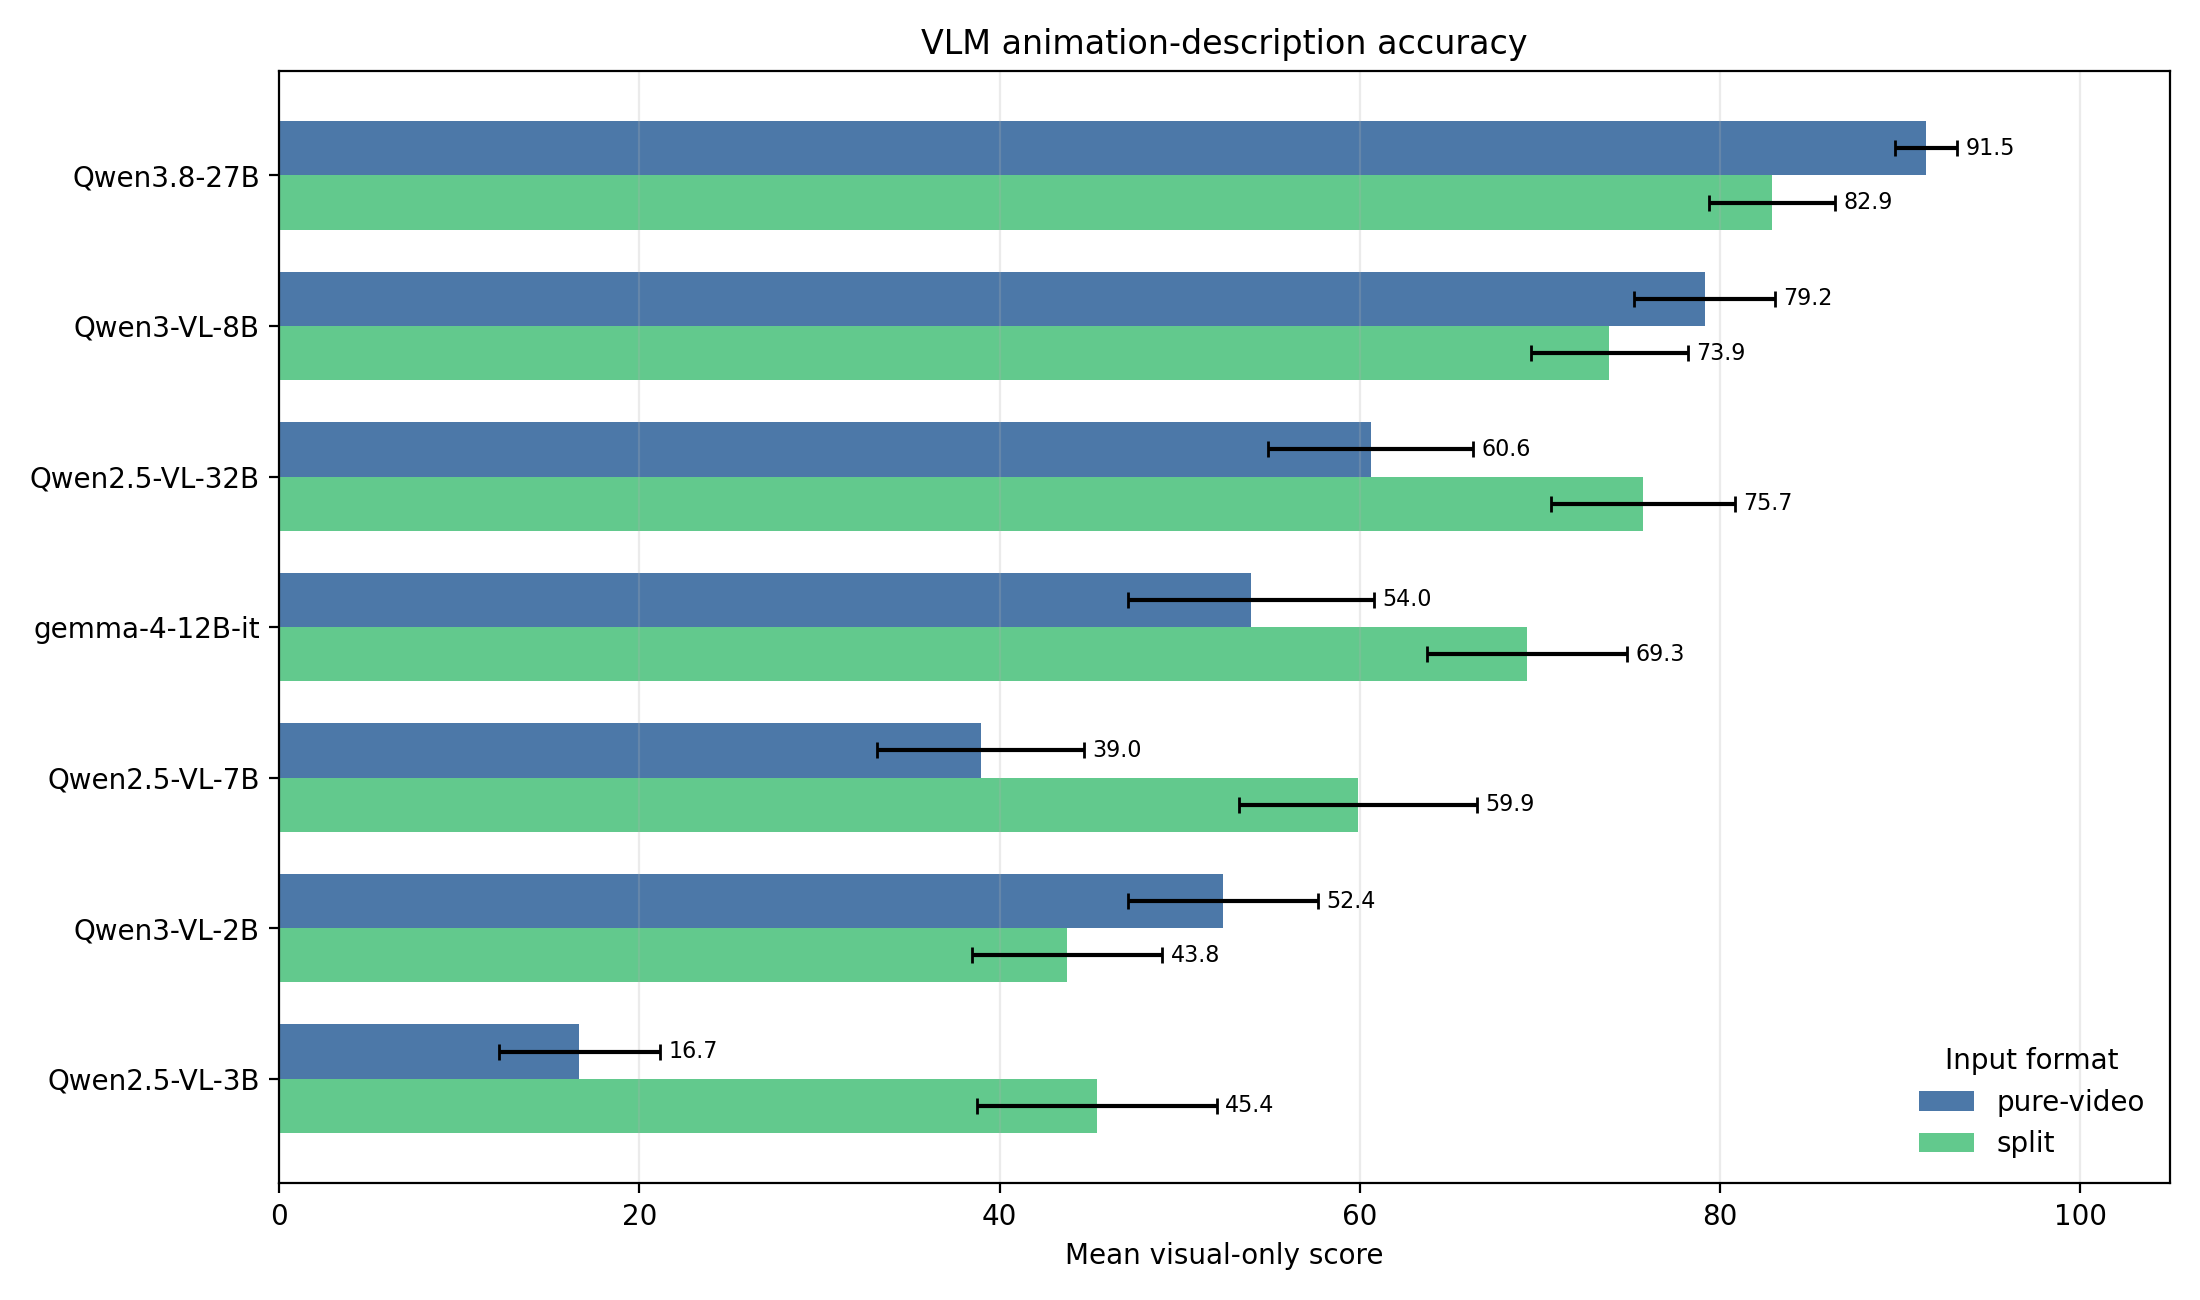 VLM animation-description accuracy
Qwen3.8-27B
91.5
82.9
Qwen3-VL-8B
79.2
73.9
Qwen2.5-VL-32B
60.6
75.7
gemma-4-12B-it
54.0
69.3
Qwen2.5-VL-7B
39.0
59.9
Qwen3-VL-2B
52.4
43.8
Qwen2.5-VL-3B
16.7
45.4
Input format
pure-video
split
0 20 40 60 80 100
Mean visual-only score